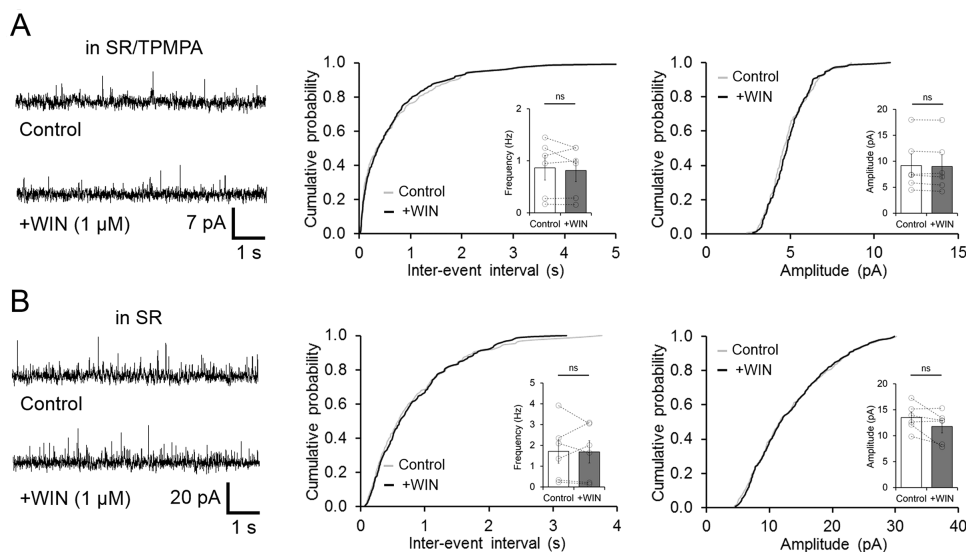 A
in SR/TPMPA
Control
+WIN (1 µM)
7 pA
1 s
Cumulative probability
1.0
0.8
0.6
0.4
0.2
0.0
0
1
2
3
4
5
Inter-event interval (s)
Control
+WIN
Frequency (Hz)
2
1
0
ns
Control +WIN
Cumulative probability
1.0
0.8
0.6
0.4
0.2
0.0
0
5
10
15
Amplitude (pA)
Control
+WIN
Amplitude (pA)
20
15
10
5
0
ns
Control +WIN
B
in SR
Control
+WIN (1 µM)
20 pA
1 s
Cumulative probability
1.0
0.8
0.6
0.4
0.2
0.0
0
1
2
3
4
Inter-event interval (s)
Control
+WIN
Frequency (Hz)
5
4
3
2
1
0
ns
Control +WIN
Cumulative probability
1.0
0.8
0.6
0.4
0.2
0.0
0
10
20
30
40
Amplitude (pA)
Control
+WIN
Amplitude (pA)
20
15
10
5
0
ns
Control +WIN